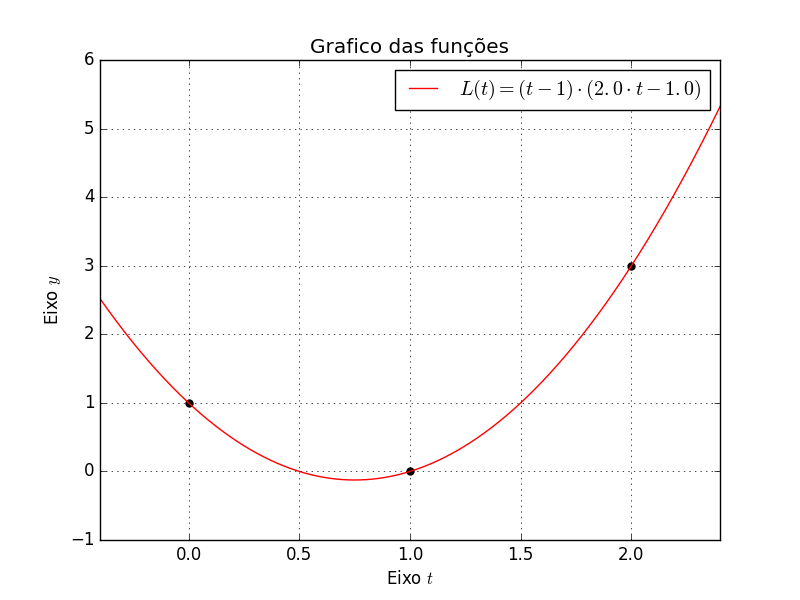 Grafico das funções
L(t) = (t − 1) · (2.0 · t − 1.0)
6
5
4
3
2
1
0
−1
Eixo y
0.0 0.5 1.0 1.5 2.0
Eixo t